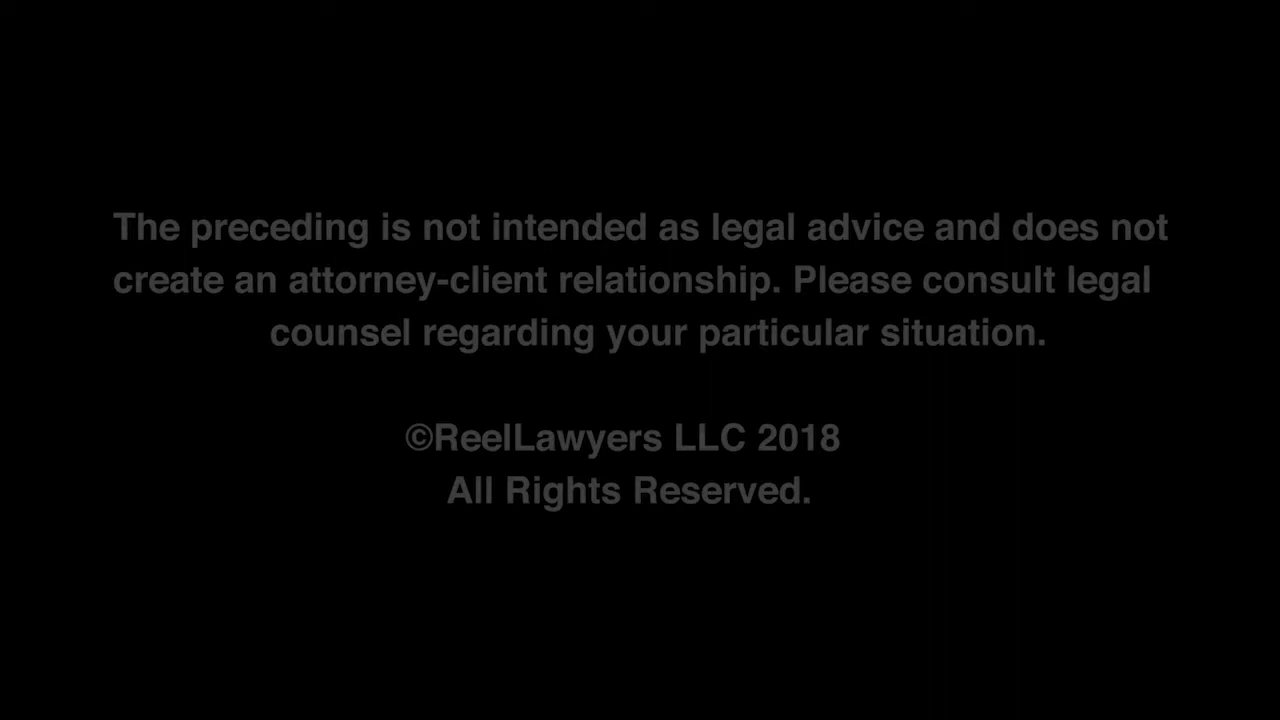 The preceding is not intended as legal advice and does not
create an attorney-client relationship. Please consult legal
counsel regarding your particular situation.
©ReelLawyers LLC 2018
All Rights Reserved.